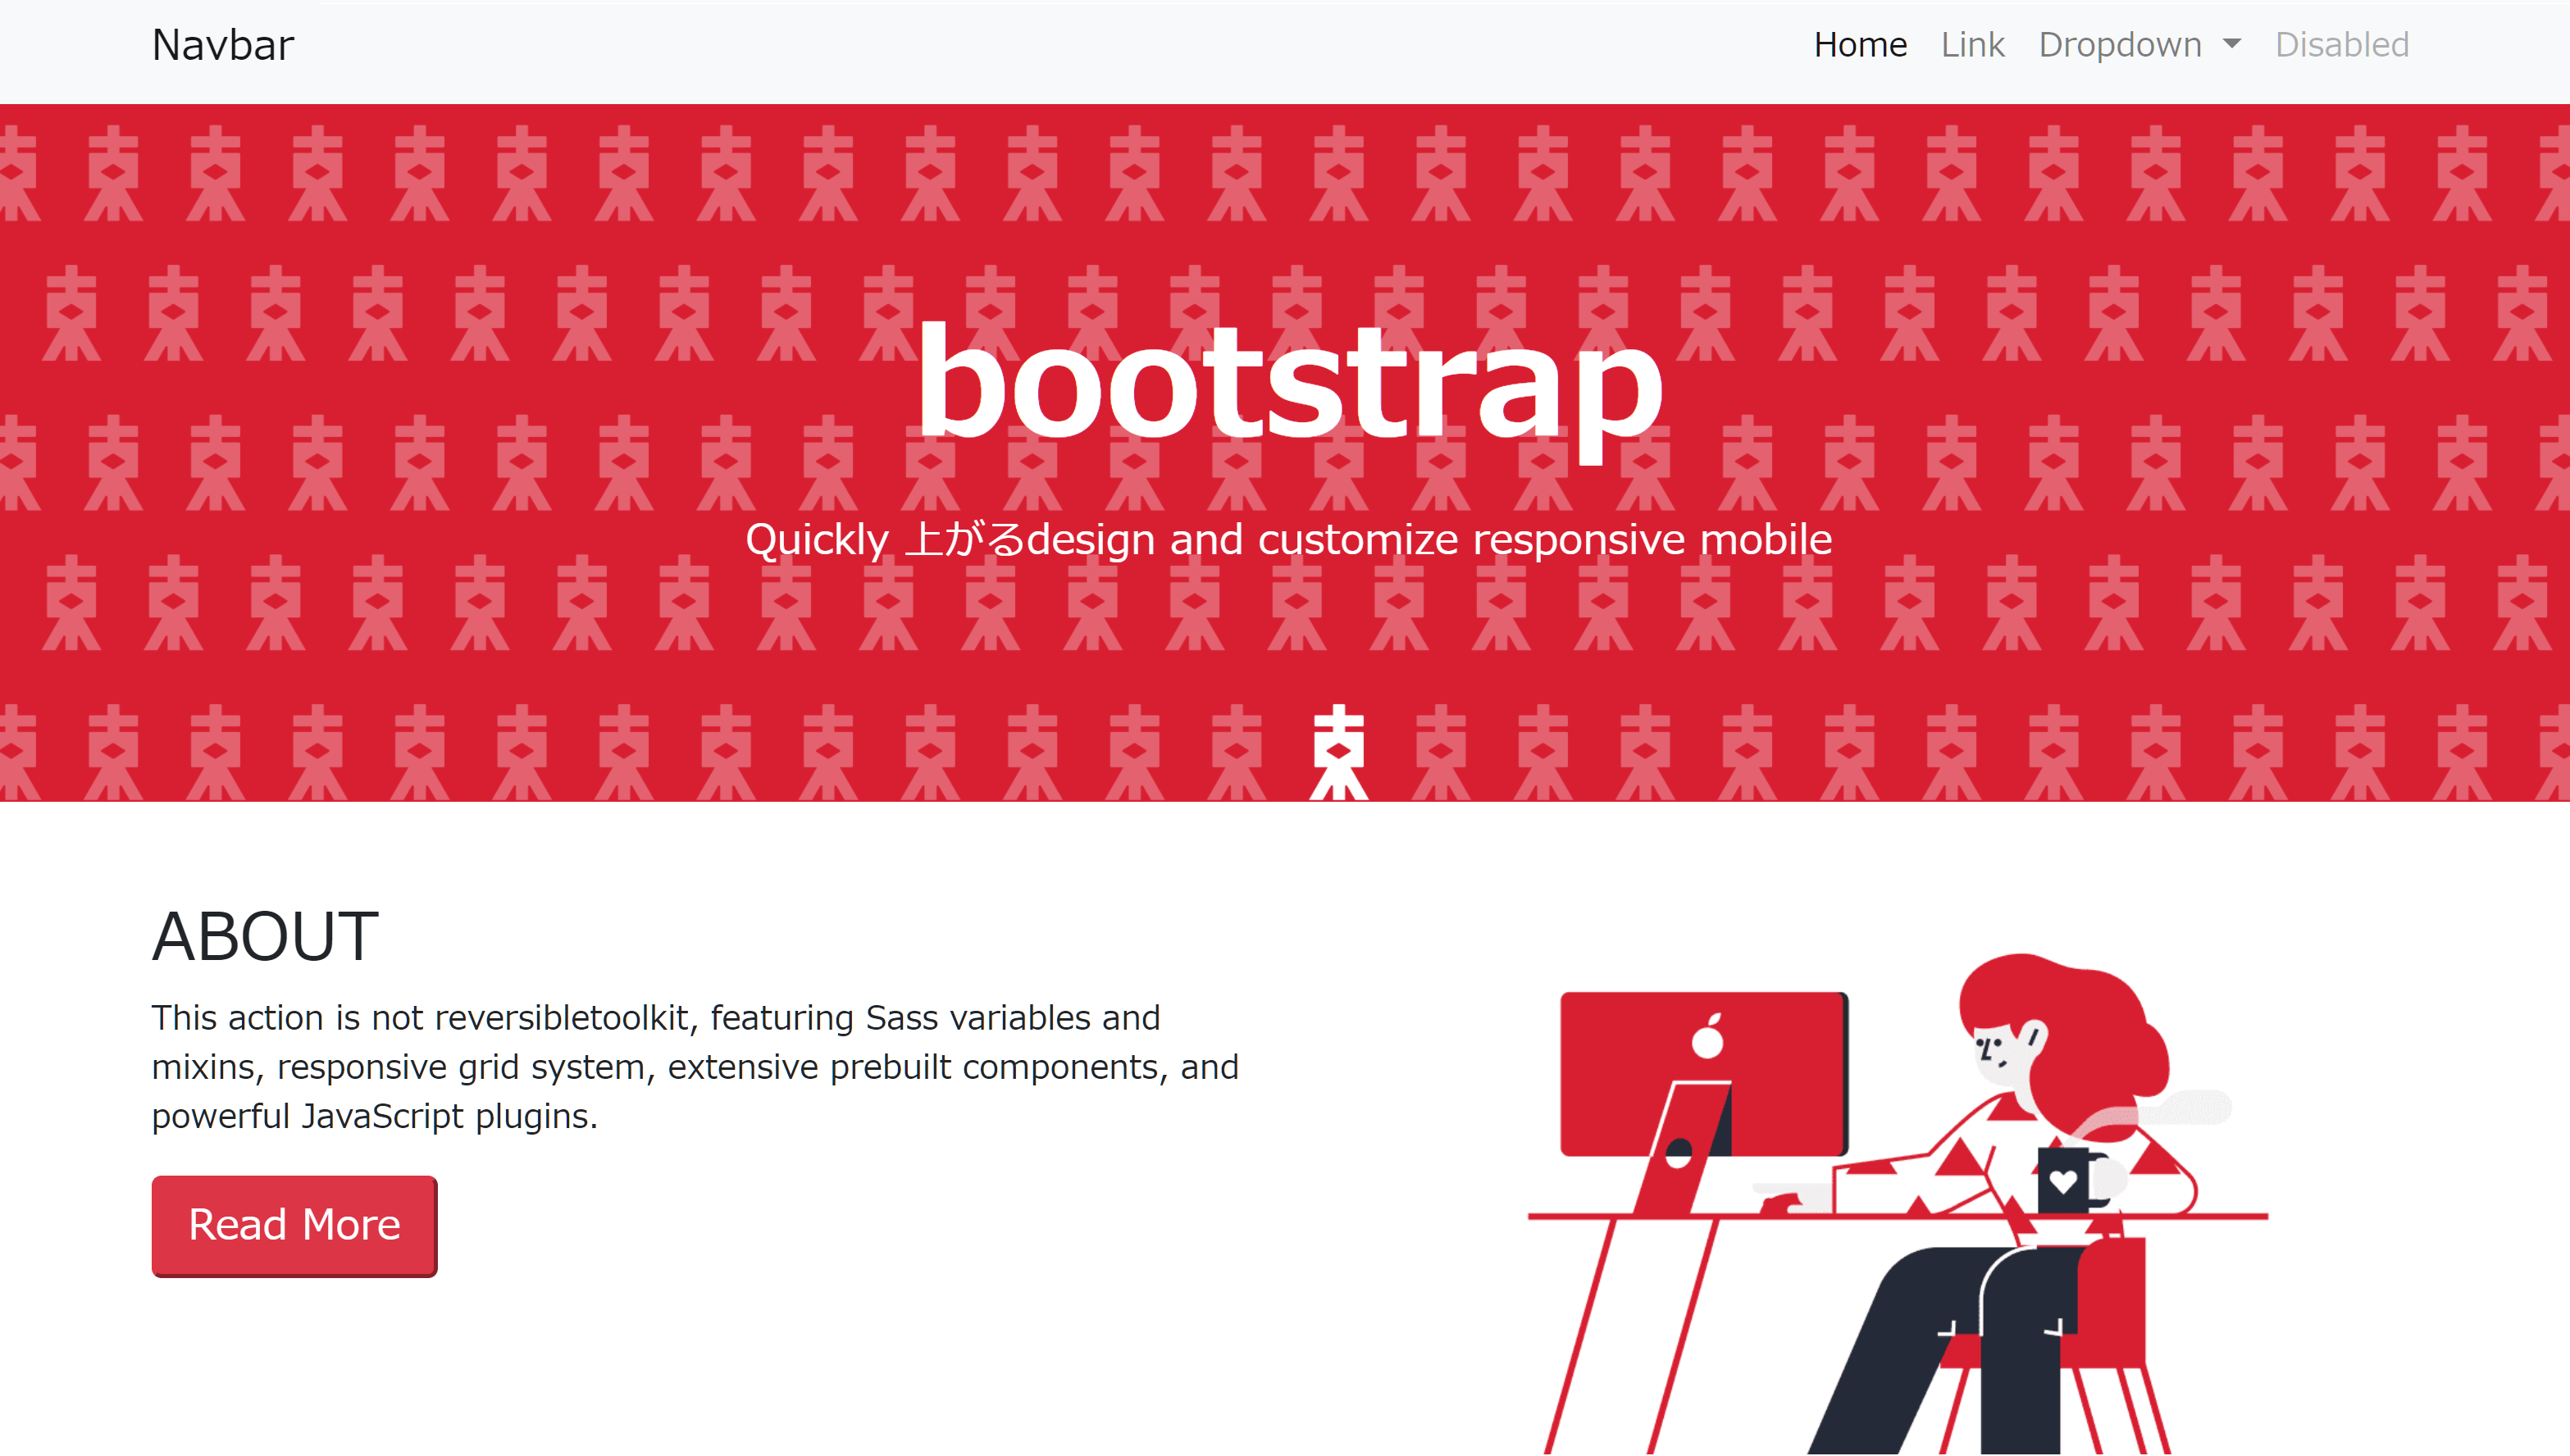 Navbar
Home Link Dropdown Disabled
bootstrap
Quickly 上がるdesign and customize responsive mobile
ABOUT
This action is not reversibletoolkit, featuring Sass variables and
mixins, responsive grid system, extensive prebuilt components, and
powerful JavaScript plugins.
Read More